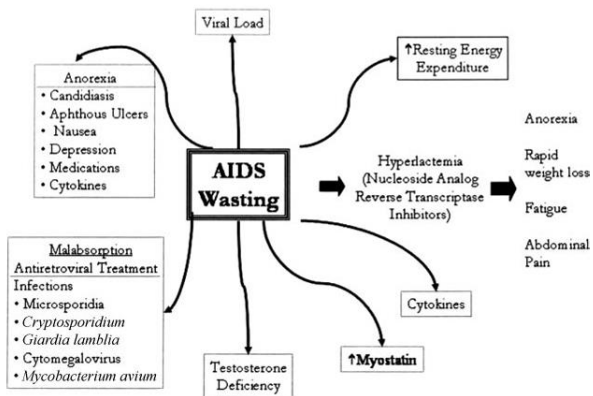 Viral Load
↑Resting Energy
Expenditure
Anorexia
• Candidiasis
• Aphthous Ulcers
• Nausea
• Depression
• Medications
• Cytokines
AIDS
Wasting
Hyperlactemia
(Nucleoside Analog
Reverse Transcriptase
Inhibitors)
Anorexia
Rapid
weight loss
Fatigue
Abdominal
Pain
Malabsorption
Antiretroviral Treatment
Infections
• Microsporidia
• Cryptosporidium
• Giardia lamblia
• Cytomegalovirus
• Mycobacterium avium
Testosterone
Deficiency
↑Myostatin
Cytokines